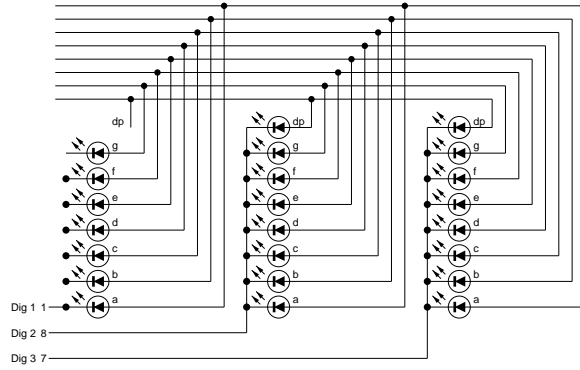 dp dp dp
g g g
f f f
e e e
d d d
c c c
b b b
Dig 1 1 a a a
Dig 2 8
Dig 3 7